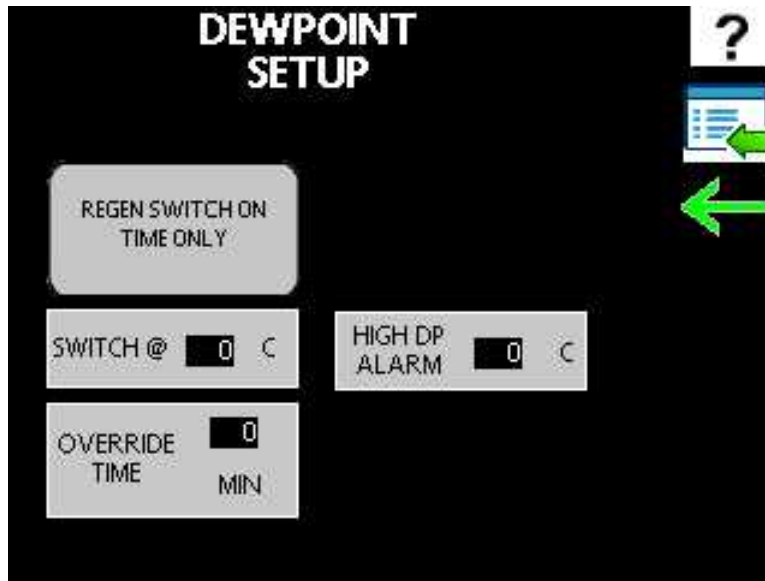 DEWPOINT
SETUP
?
REGEN SWITCH ON
TIME ONLY
SWITCH @ 0 C
HIGH DP
ALARM 0 C
OVERRIDE
TIME
0
MIN